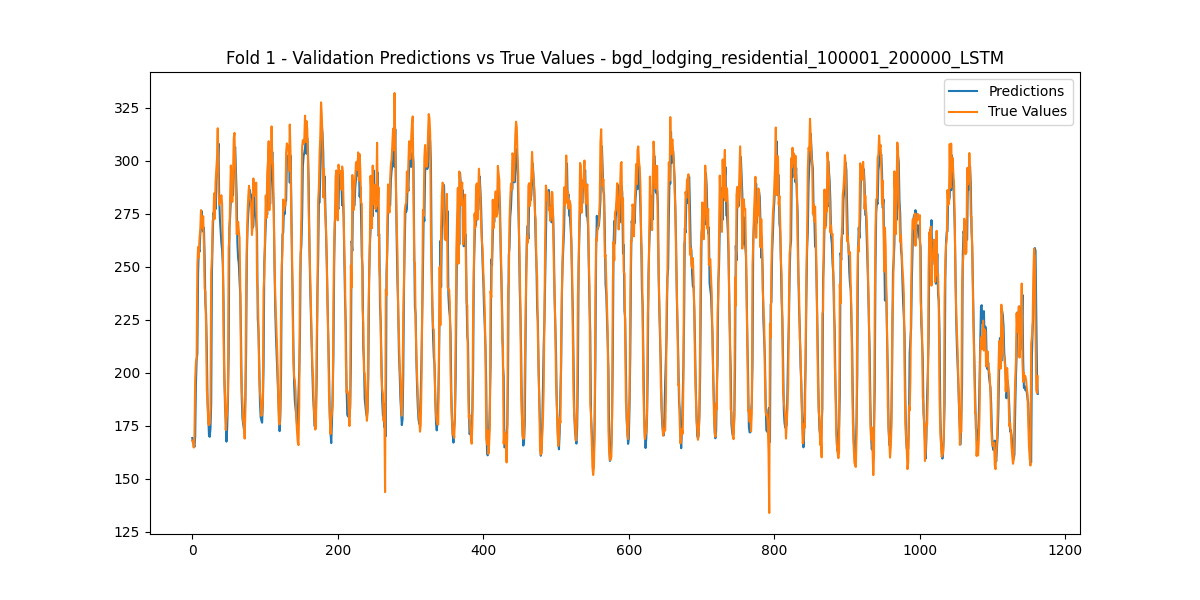 Fold 1 - Validation Predictions vs True Values - bgd_lodging_residential_100001_200000_LSTM
Predictions
True Values
325
300
275
250
225
200
175
150
125
0 200 400 600 800 1000 1200